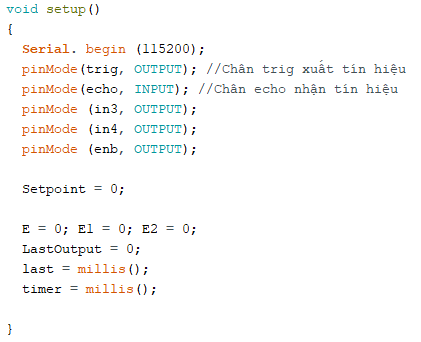 void setup()
{
Serial. begin (115200);
pinMode(trig, OUTPUT); //Chân trig xuất tín hiệu
pinMode(echo, INPUT); //Chân echo nhận tín hiệu
pinMode (in3, OUTPUT);
pinMode (in4, OUTPUT);
pinMode (enb, OUTPUT);
Setpoint = 0;
E = 0; E1 = 0; E2 = 0;
LastOutput = 0;
last = millis();
timer = millis();
}